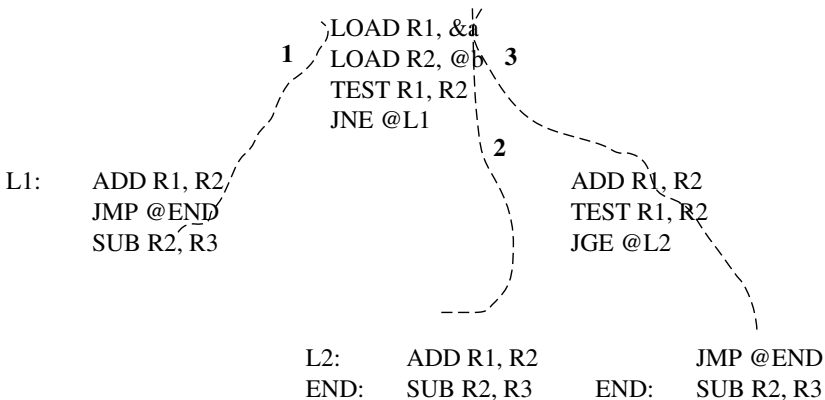 LOAD R1, &a
1 LOAD R2, @b 3
TEST R1, R2
JNE @L1
2
L1: ADD R1, R2 ADD R1, R2
JMP @END TEST R1, R2
SUB R2, R3 JGE @L2
L2: ADD R1, R2 JMP @END
END: SUB R2, R3 END: SUB R2, R3